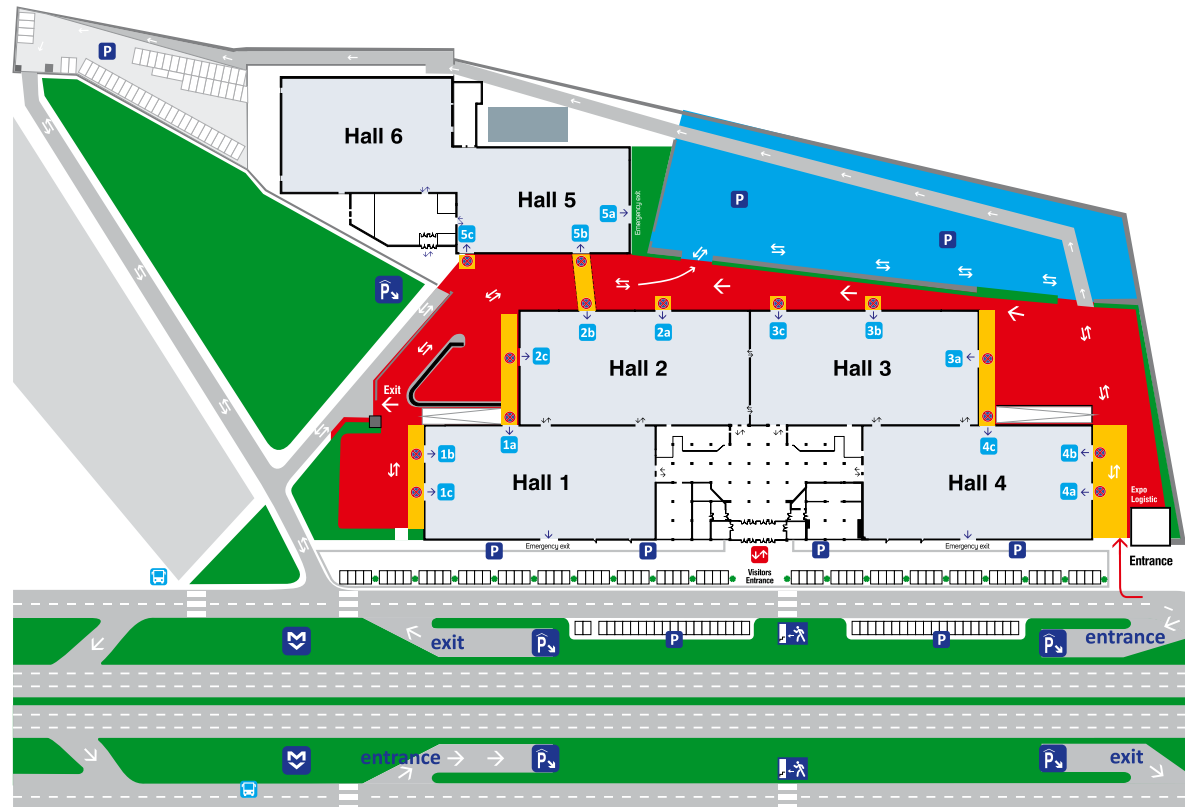 P
Hall 6
Hall 5
5a
Emergency exit
P
P
5c
5b
P
2b
2a
3c
3b
2c
Hall 2
Hall 3
3a
Exit
1a
4c
1b
4b
1c
Hall 1
Hall 4
4a
Expo
Logistic
Emergency exit
P
P
P
P
Emergency exit
Entrance
Visitors
Entrance
M
exit
P
P
P
P
entrance
M
entrance
P
P
exit